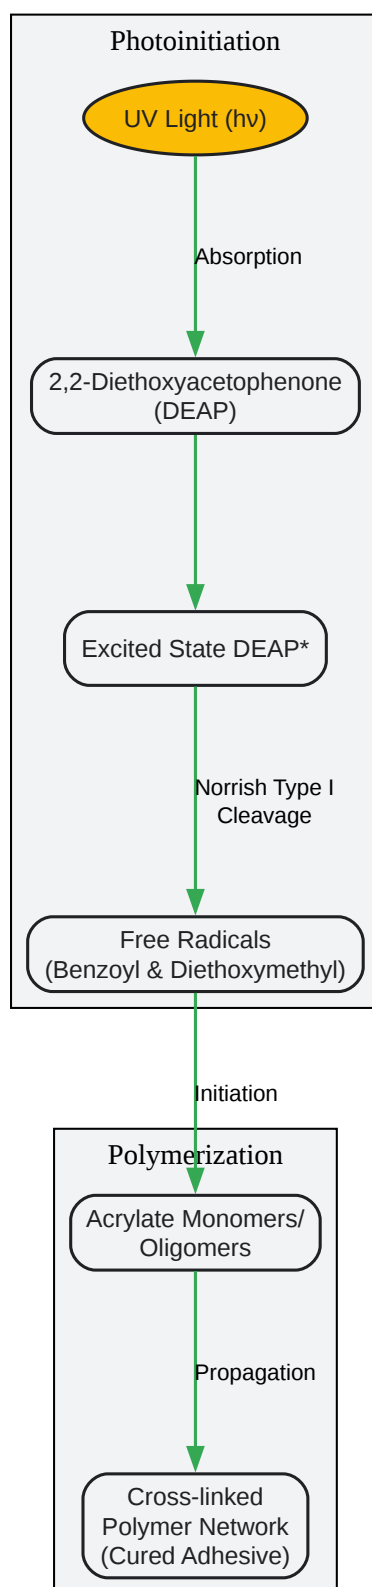 Photoinitiation
UV Light (hν)
Absorption
2,2-Diethoxyacetophenone
(DEAP)
Excited State DEAP*
Norrish Type I
Cleavage
Free Radicals
(Benzoyl & Diethoxymethyl)
Initiation
Polymerization
Acrylate Monomers/
Oligomers
Propagation
Cross-linked
Polymer Network
(Cured Adhesive)